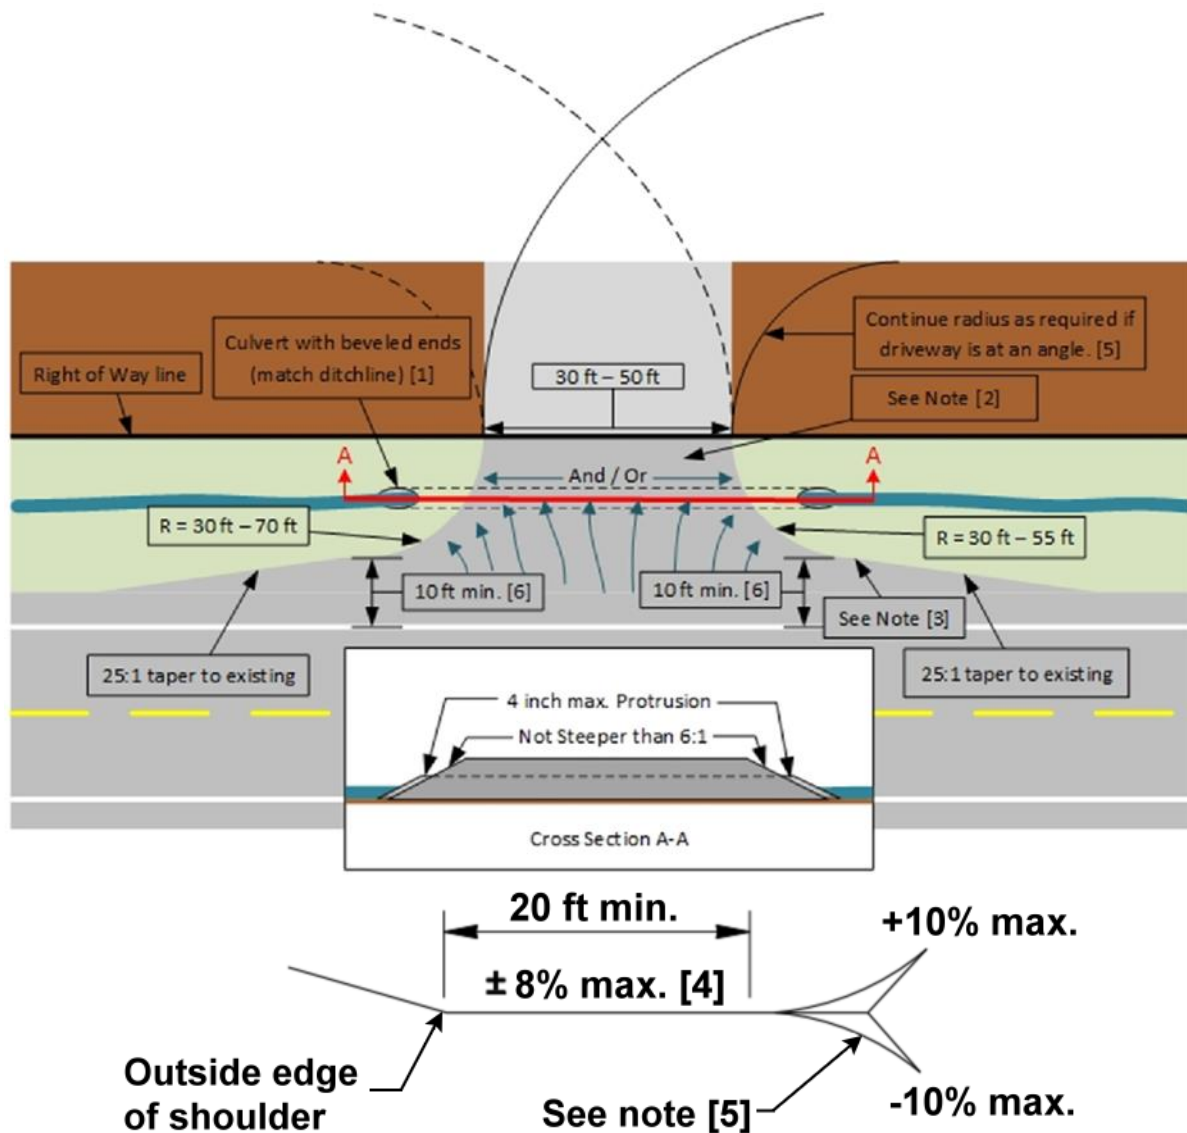 Culvert with beveled ends
(match ditchline) [1]
Continue radius as required if
driveway is at an angle. [5]
Right of Way line
30 ft – 50 ft
See Note [2]
A
And / Or
A
R = 30 ft – 70 ft
R = 30 ft – 55 ft
10 ft min. [6]
10 ft min. [6]
See Note [3]
25:1 taper to existing
25:1 taper to existing
4 inch max. Protrusion
Not Steeper than 6:1
Cross Section A-A
20 ft min.
+10% max.
± 8% max. [4]
Outside edge
of shoulder
See note [5]
-10% max.